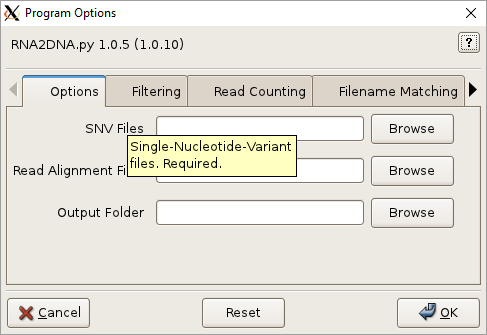 Program Options
RNA2DNA.py 1.0.5 (1.0.10)
?
Options Filtering Read Counting Filename Matching
SNV Files Browse
Single-Nucleotide-Variant
files. Required.
Read Alignment Fi Browse
Output Folder Browse
Cancel Reset OK